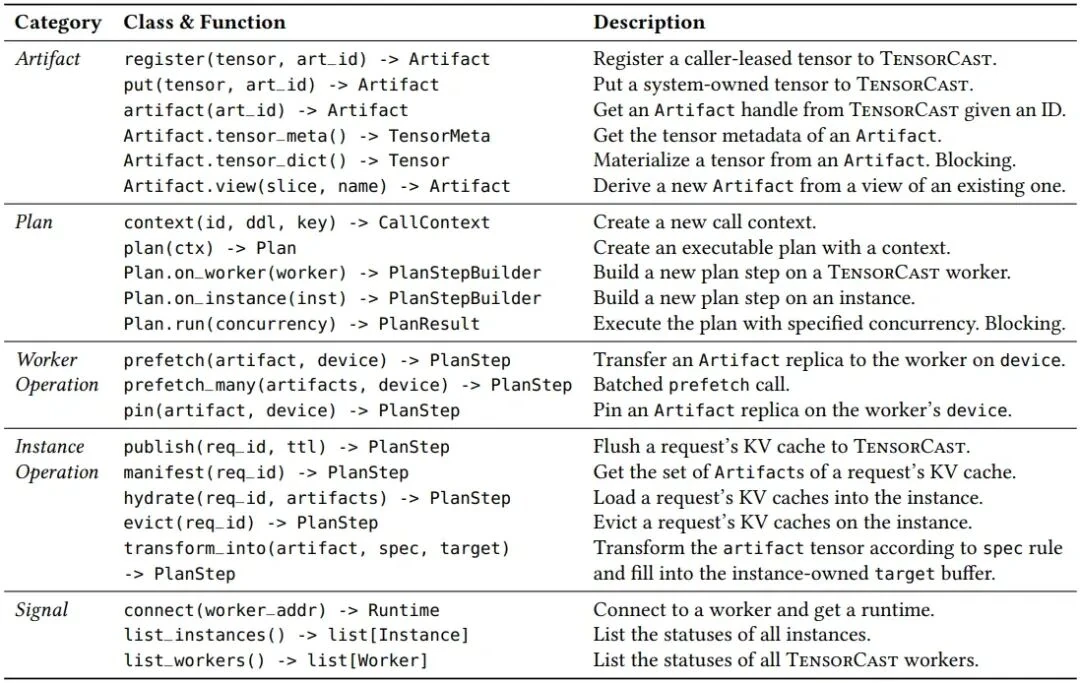 Category Class & Function Description
Artifact register(tensor, art_id) -> Artifact Register a caller-leased tensor to TENSORCAST.
put(tensor, art_id) -> Artifact Put a system-owned tensor to TENSORCAST.
artifact(art_id) -> Artifact Get an Artifact handle from TENSORCAST given an ID.
Artifact.tensor_meta() -> TensorMeta Get the tensor metadata of an Artifact.
Artifact.tensor_dict() -> Tensor Materialize a tensor from an Artifact. Blocking.
Artifact.view(slice, name) -> Artifact Derive a new Artifact from a view of an existing one.
Plan context(id, ddl, key) -> CallContext Create a new call context.
plan(ctx) -> Plan Create an executable plan with a context.
Plan.on_worker(worker) -> PlanStepBuilder Build a new plan step on a TENSORCAST worker.
Plan.on_instance(inst) -> PlanStepBuilder Build a new plan step on an instance.
Plan.run(concurrency) -> PlanResult Execute the plan with specified concurrency. Blocking.
Worker prefetch(artifact, device) -> PlanStep Transfer an Artifact replica to the worker on device.
Operation prefetch_many(artifacts, device) -> PlanStep Batched prefetch call.
pin(artifact, device) -> PlanStep Pin an Artifact replica on the worker's device.
Instance publish(req_id, ttl) -> PlanStep Flush a request's KV cache to TENSORCAST.
Operation manifest(req_id) -> PlanStep Get the set of Artifacts of a request's KV cache.
hydrate(req_id, artifacts) -> PlanStep Load a request's KV caches into the instance.
evict(req_id) -> PlanStep Evict a request's KV caches on the instance.
transform_into(artifact, spec, target) Transform the artifact tensor according to spec rule
-> PlanStep and fill into the instance-owned target buffer.
Signal connect(worker_addr) -> Runtime Connect to a worker and get a runtime.
list_instances() -> list[Instance] List the statuses of all instances.
list_workers() -> list[Worker] List the statuses of all TENSORCAST workers.